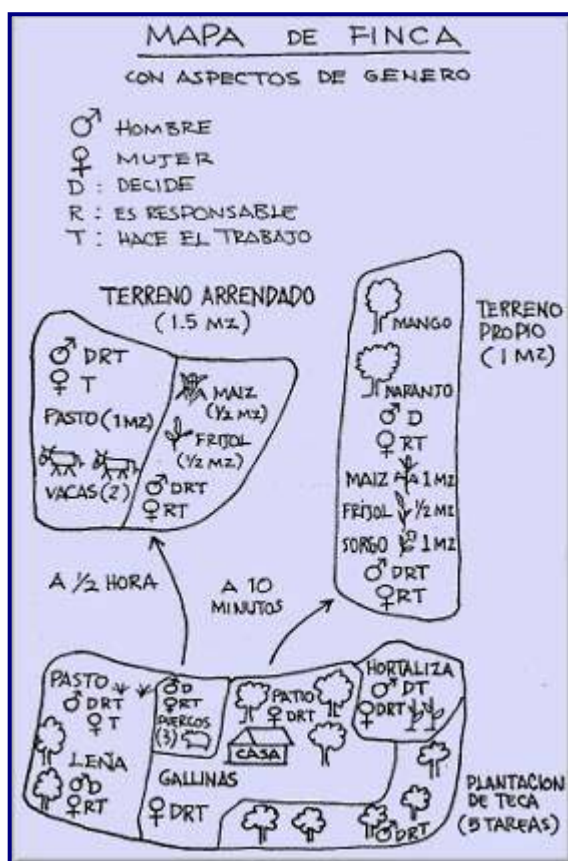 MAPA DE FINCA
CON ASPECTOS DE GENERO
♂ HOMBRE
♀ MUJER
D : DECIDE
R : ES RESPONSABLE
T : HACE EL TRABAJO
TERRENO ARRENDADO
(1.5 MZ)
♂ DRT
♀ T
PASTO (1MZ)
VACAS (2)
MAIZ
(½ MZ)
FRIJOL
(½ MZ)
♂ DRT
♀ RT
TERRENO
PROPIO
(1 MZ)
MANGO
NARANJO
♂ D
♀ RT
MAIZ 1 MZ
FRIJOL ½ MZ
SORGO 1 MZ
♂ DRT
♀ RT
A ½ HORA
A 10
MINUTOS
PASTO
♂ DRT
♀ T
LEÑA
♂ D
♀ RT
♂ D
♀ RT
PUERCOS
(3)
GALLINAS
♀ DRT
PATIO
♀ DRT
CASA
HORTALIZA
♂ DT
♀ DRT
♂ DRT
PLANTACION
DE TECA
(5 TAREAS)